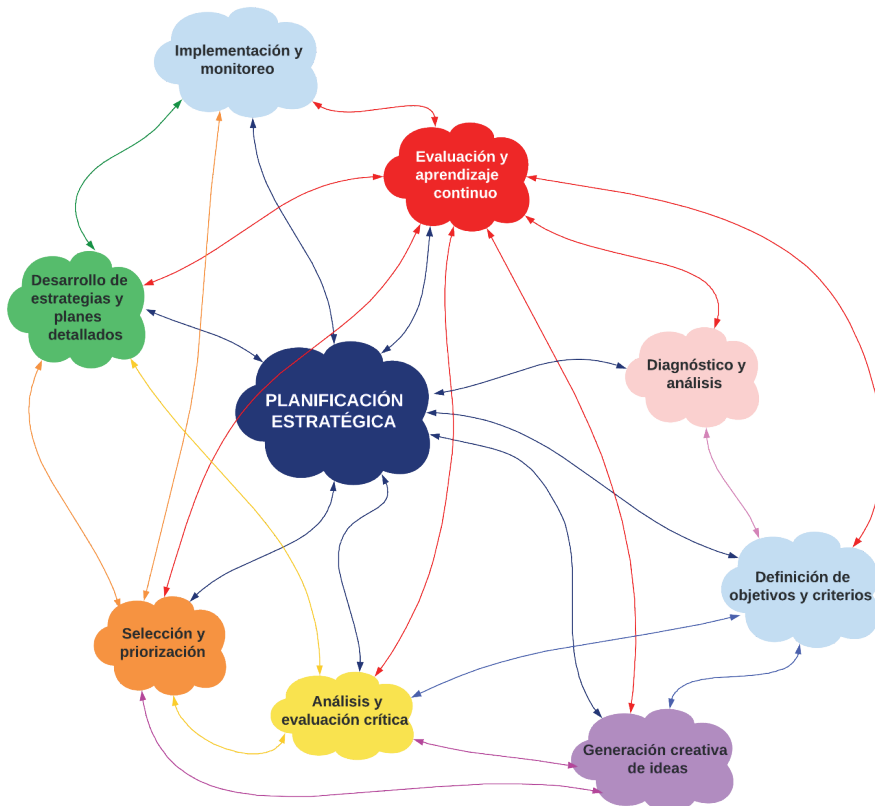 Implementación y
monitoreo
Evaluación y
aprendizaje
continuo
Desarrollo de
estrategias y
planes
detallados
Diagnóstico y
análisis
PLANIFICACIÓN
ESTRATÉGICA
Definición de
objetivos y criterios
Selección y
priorización
Análisis y
evaluación crítica
Generación creativa
de ideas